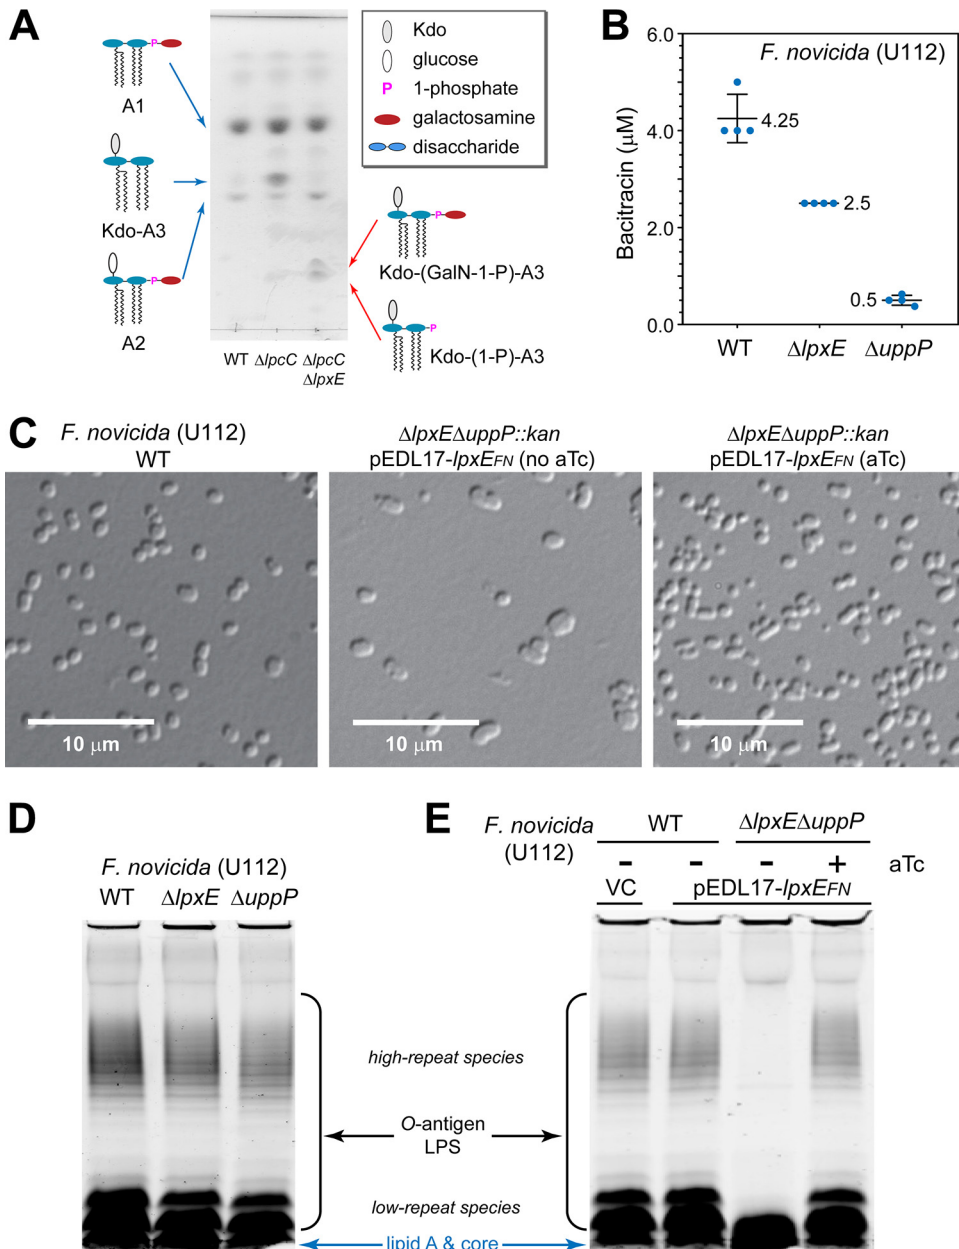 A
A1
Kdo-A3
A2
P
P
WT ΔlpcC ΔlpcC
ΔlpxE
Kdo
glucose
P 1-phosphate
galactosamine
disaccharide
P
Kdo-(GalN-1-P)-A3
P
Kdo-(1-P)-A3
B
F. novicida (U112)
Bacitracin (μM)
6.0
4.0
2.0
0.0
4.25
2.5
0.5
WT ΔlpxE ΔuppP
C
F. novicida (U112)
WT
ΔlpxEΔuppP::kan
pEDL17-lpxEFN (no aTc)
ΔlpxEΔuppP::kan
pEDL17-lpxEFN (aTc)
10 μm
10 μm
10 μm
D
F. novicida (U112)
WT ΔlpxE ΔuppP
high-repeat species
O-antigen
LPS
low-repeat species
lipid A & core
E
F. novicida
(U112)
WT ΔlpxEΔuppP
- - - + aTc
VC pEDL17-lpxEFN